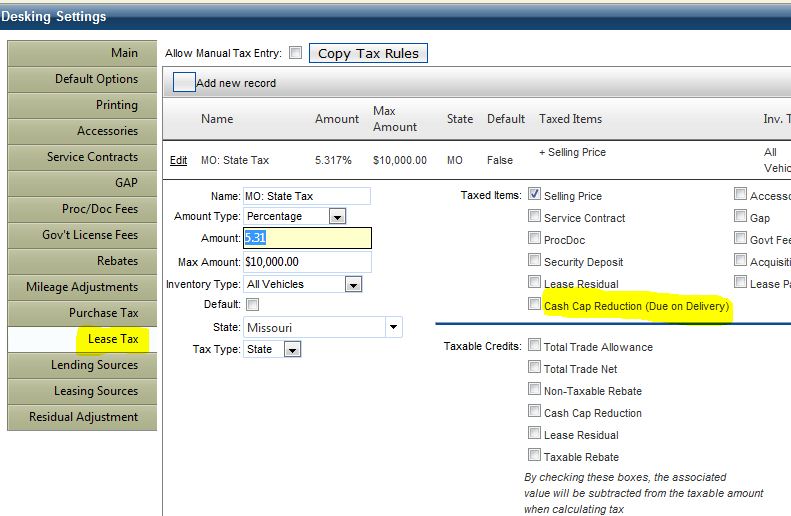 Desking Settings
Main
Default Options
Printing
Accessories
Service Contracts
GAP
Proc/Doc Fees
Gov't License Fees
Rebates
Mileage Adjustments
Purchase Tax
Lease Tax
Lending Sources
Leasing Sources
Residual Adjustment
Allow Manual Tax Entry: Copy Tax Rules
Add new record
Name Amount Max Amount State Default Taxed Items Inv. T
Edit MO: State Tax 5.317% $10,000.00 MO False + Selling Price All Vehic
Name: MO: State Tax
Amount Type: Percentage
Amount: 5.31
Max Amount: $10,000.00
Inventory Type: All Vehicles
Default:
State: Missouri
Tax Type: State
Taxed Items: Selling Price Accesso
Service Contract Gap
ProcDoc Govt Fee
Security Deposit Acquisiti
Lease Residual Lease Pa
Cash Cap Reduction (Due on Delivery)
Taxable Credits: Total Trade Allowance
Total Trade Net
Non-Taxable Rebate
Cash Cap Reduction
Lease Residual
Taxable Rebate
By checking these boxes, the associated
value will be subtracted from the taxable amount
when calculating tax